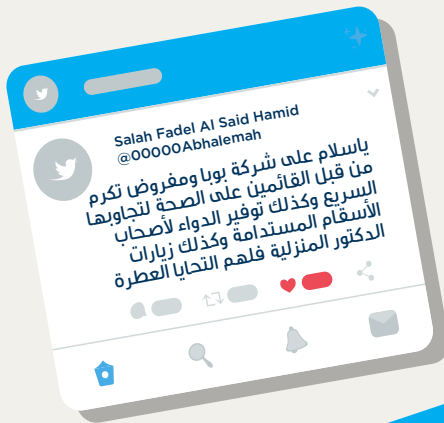 Salah Fadel Al Said Hamid
@00000Abhalemah
ياسلام على شركة بوبا ومفروض تكرم
من قبل القائمين على الصحة لتجاوبها
السريع وكذلك توفير الدواء لأصحاب
الأسقام المستدامة وكذلك زيارات
الدكتور المنزلية فلهم التحايا العطرة